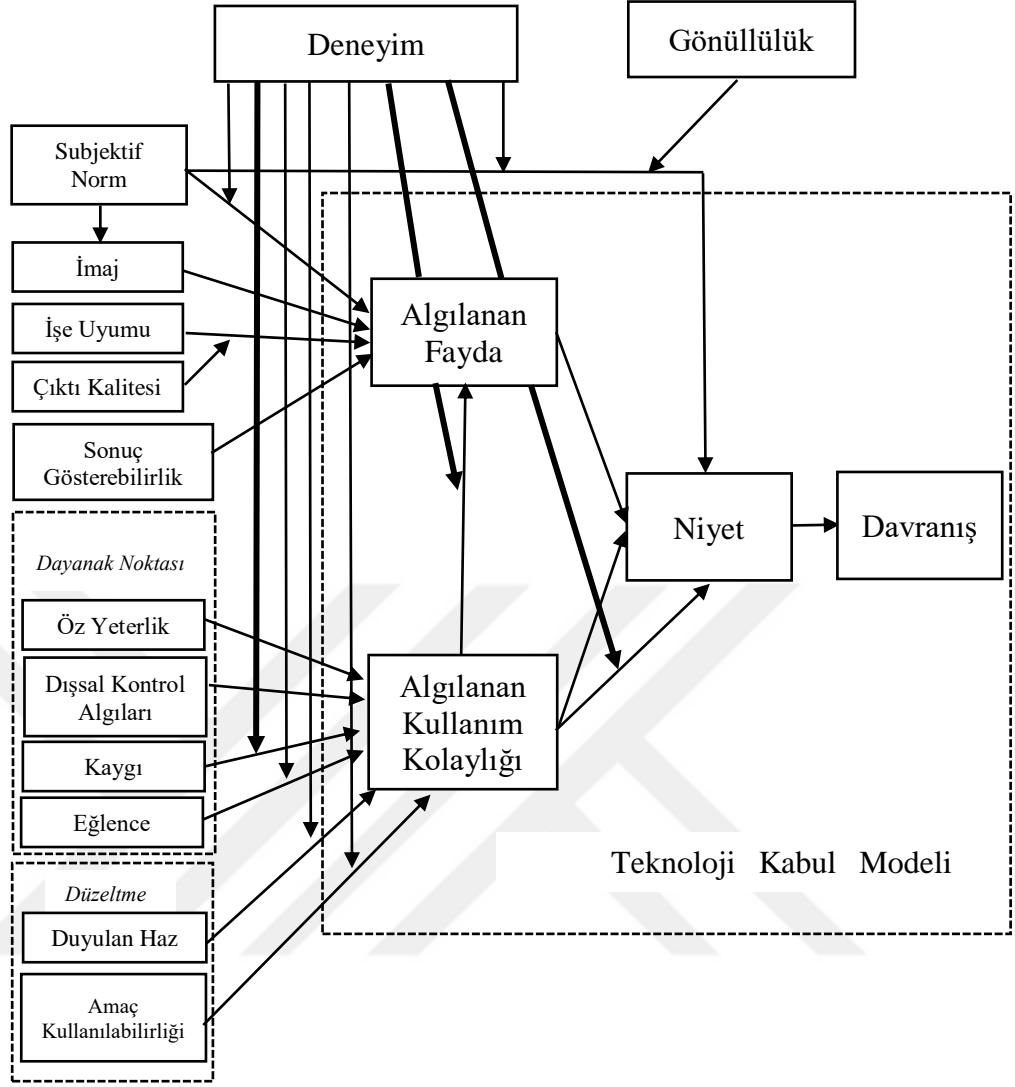 Deneyim
Gönüllülük
Subjektif
Norm
İmaj
İşe Uyumu
Çıktı Kalitesi
Sonuç
Gösterebilirlik
Algılanan
Fayda
Niyet
Davranış
Dayanak Noktası
Öz Yeterlik
Dışsal Kontrol
Algıları
Kaygı
Eğlence
Algılanan
Kullanım
Kolaylığı
Teknoloji Kabul Modeli
Düzeltme
Duyulan Haz
Amaç
Kullanılabilirliği